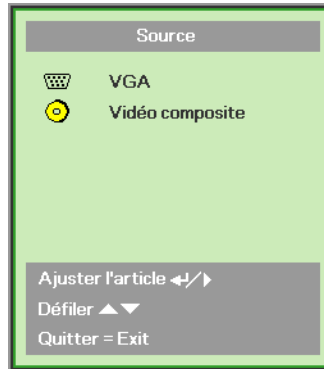 Source
VGA
Vidéo composite
Ajuster l'article ↵/▶
Défiler ▲▼
Quitter = Exit